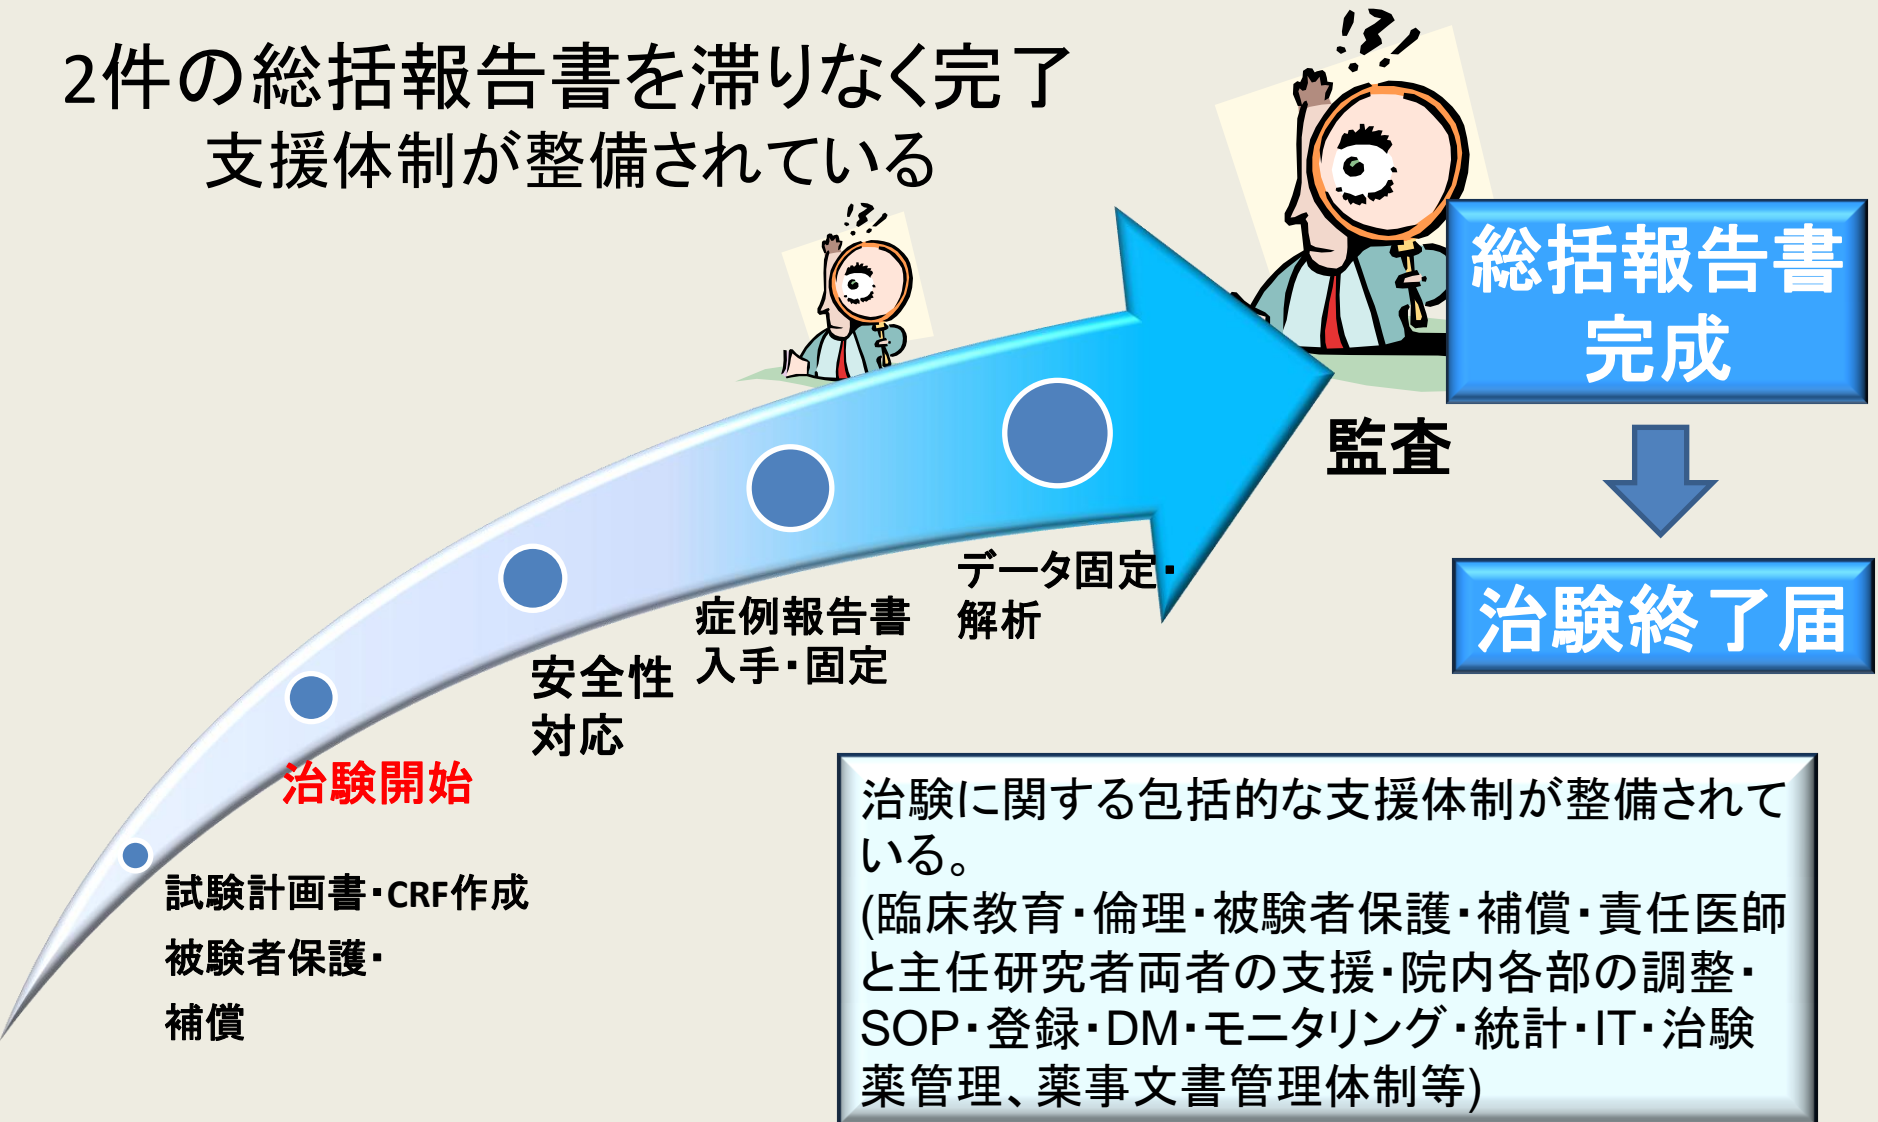 2件の総括報告書を滞りなく完了
支援体制が整備されている
!?
!?
総括報告書
完成
監査
治験終了届
データ固定・
解析
症例報告書
入手・固定
安全性
対応
治験開始
試験計画書・CRF作成
被験者保護・
補償
治験に関する包括的な支援体制が整備されて
いる。
(臨床教育・倫理・被験者保護・補償・責任医師
と主任研究者両者の支援・院内各部の調整・
SOP・登録・DM・モニタリング・統計・IT・治験
薬管理、薬事文書管理体制等)